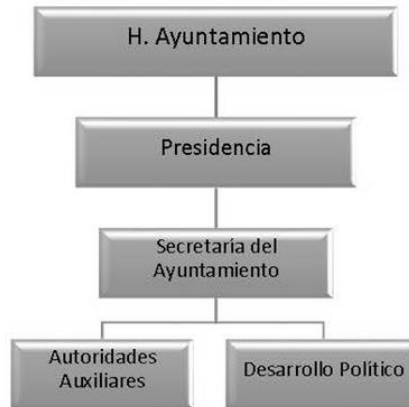 H. Ayuntamiento
Presidencia
Secretaría del
Ayuntamiento
Autoridades
Auxiliares
Desarrollo Político